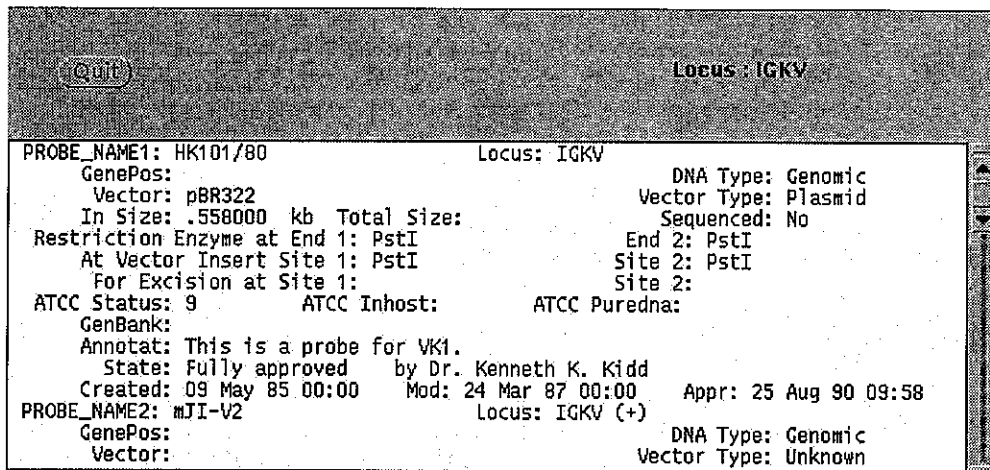 Quit Locus : IGKV
PROBE_NAME1: HK101/80 Locus: IGKV
GenePos: DNA Type: Genomic
Vector: pBR322 Vector Type: Plasmid
In Size: .558000 kb Total Size: Sequenced: No
Restriction Enzyme at End 1: PstI End 2: PstI
At Vector Insert Site 1: PstI Site 2: PstI
For Excision at Site 1: Site 2:
ATCC Status: 9 ATCC Inhost: ATCC Puredna:
GenBank:
Annotat: This is a probe for VK1.
State: Fully approved by Dr. Kenneth K. Kidd
Created: 09 May 85 00:00 Mod: 24 Mar 87 00:00 Appr: 25 Aug 90 09:58
PROBE_NAME2: mJI-V2 Locus: IGKV (+)
GenePos: DNA Type: Genomic
Vector: Vector Type: Unknown